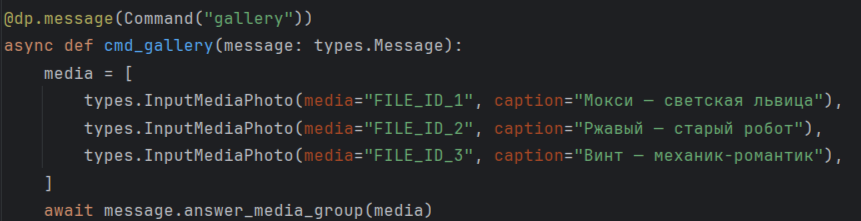 @dp.message(Command("gallery"))
async def cmd_gallery(message: types.Message):
    media = [
        types.InputMediaPhoto(media="FILE_ID_1", caption="Мокси — светская львица"),
        types.InputMediaPhoto(media="FILE_ID_2", caption="Ржавый — старый робот"),
        types.InputMediaPhoto(media="FILE_ID_3", caption="Винт — механик-романтик"),
    ]
    await message.answer_media_group(media)